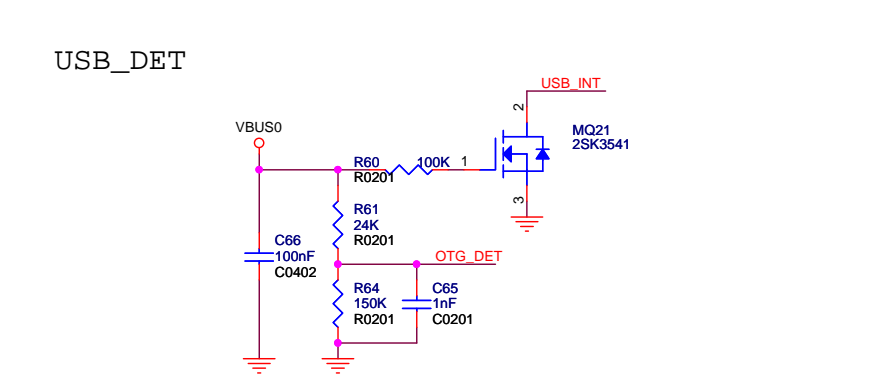 USB_DET
USB_INT
2
MQ21
2SK3541
VBUS0
R60
100K
1
R0201
3
R61
24K
R0201
C66
100nF
C0402
OTG_DET
R64
150K
R0201
C65
1nF
C0201